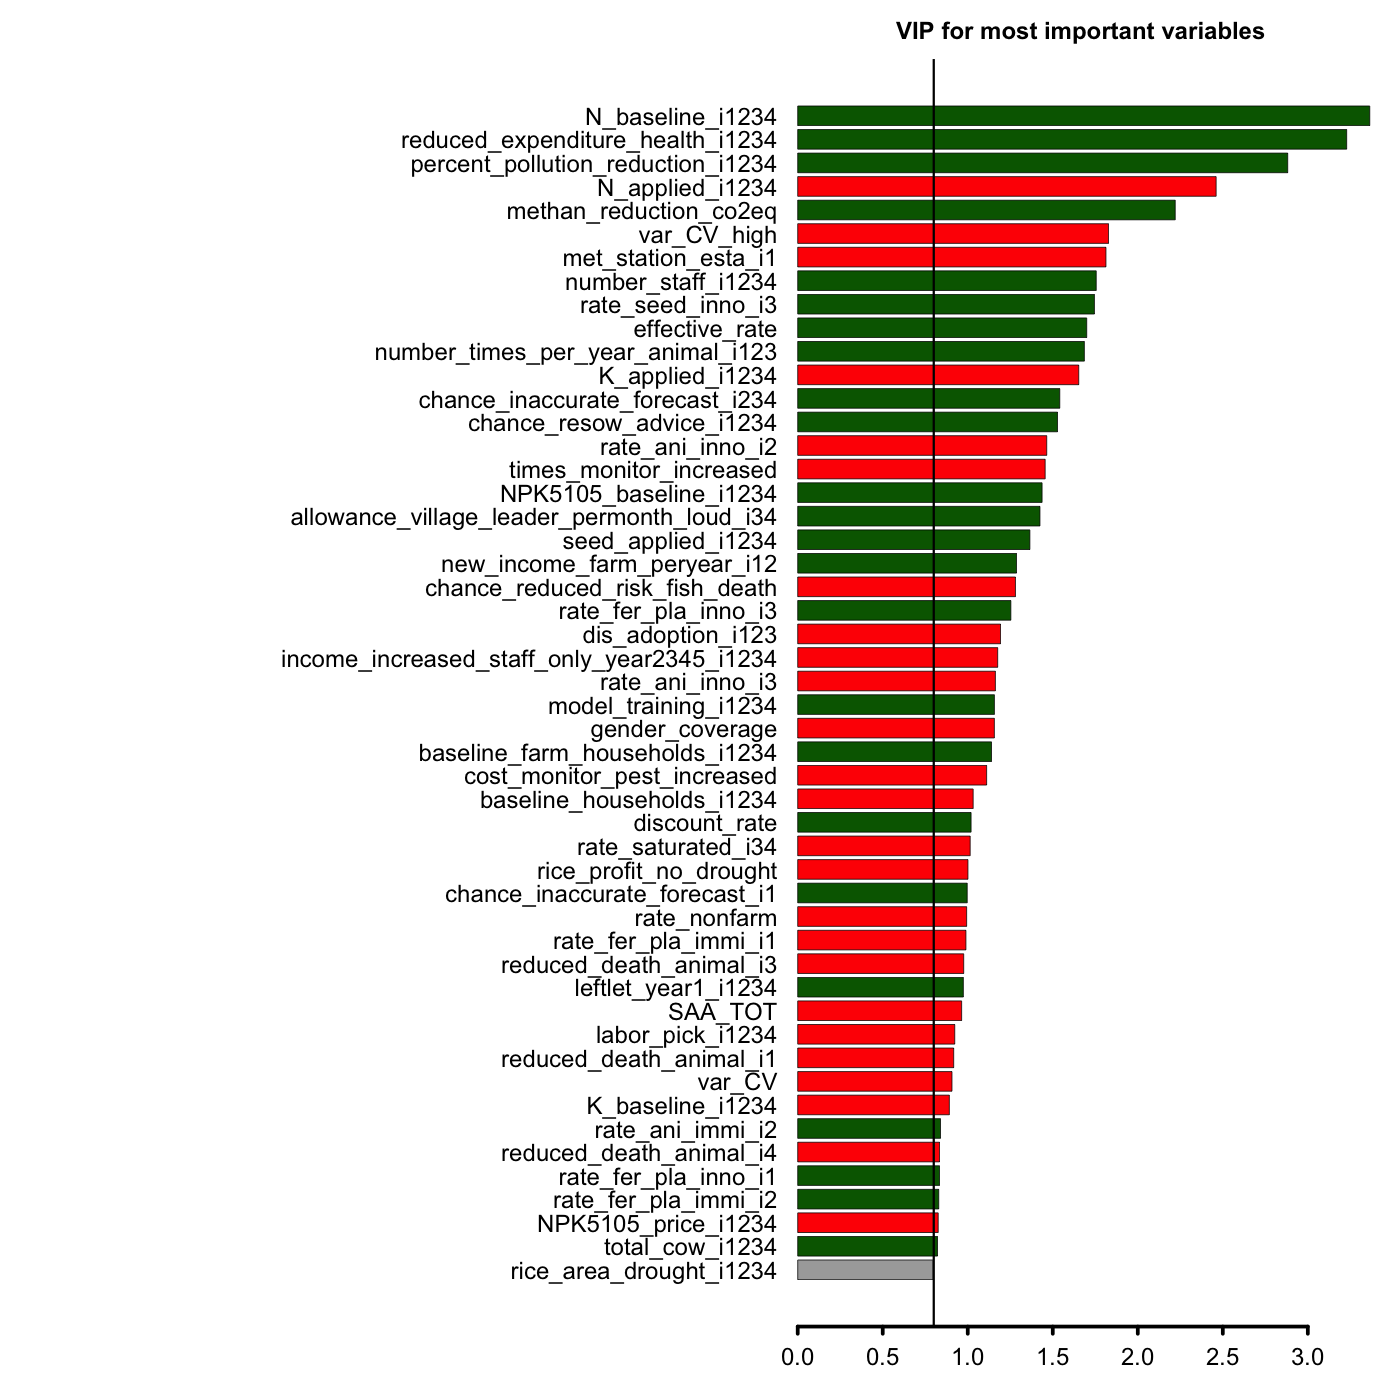 VIP for most important variables
N_baseline_i1234
reduced_expenditure_health_i1234
percent_pollution_reduction_i1234
N_applied_i1234
methan_reduction_co2eq
var_CV_high
met_station_esta_i1
number_staff_i1234
rate_seed_inno_i3
effective_rate
number_times_per_year_animal_i123
K_applied_i1234
chance_inaccurate_forecast_i234
chance_resow_advice_i1234
rate_ani_inno_i2
times_monitor_increased
NPK5105_baseline_i1234
allowance_village_leader_permonth_loud_i34
seed_applied_i1234
new_income_farm_peryear_i12
chance_reduced_risk_fish_death
rate_fer_pla_inno_i3
dis_adoption_i123
income_increased_staff_only_year2345_i1234
rate_ani_inno_i3
model_training_i1234
gender_coverage
baseline_farm_households_i1234
cost_monitor_pest_increased
baseline_households_i1234
discount_rate
rate_saturated_i34
rice_profit_no_drought
chance_inaccurate_forecast_i1
rate_nonfarm
rate_fer_pla_immi_i1
reduced_death_animal_i3
leftlet_year1_i1234
SAA_TOT
labor_pick_i1234
reduced_death_animal_i1
var_CV
K_baseline_i1234
rate_ani_immi_i2
reduced_death_animal_i4
rate_fer_pla_inno_i1
rate_fer_pla_immi_i2
NPK5105_price_i1234
total_cow_i1234
rice_area_drought_i1234
0.0 0.5 1.0 1.5 2.0 2.5 3.0